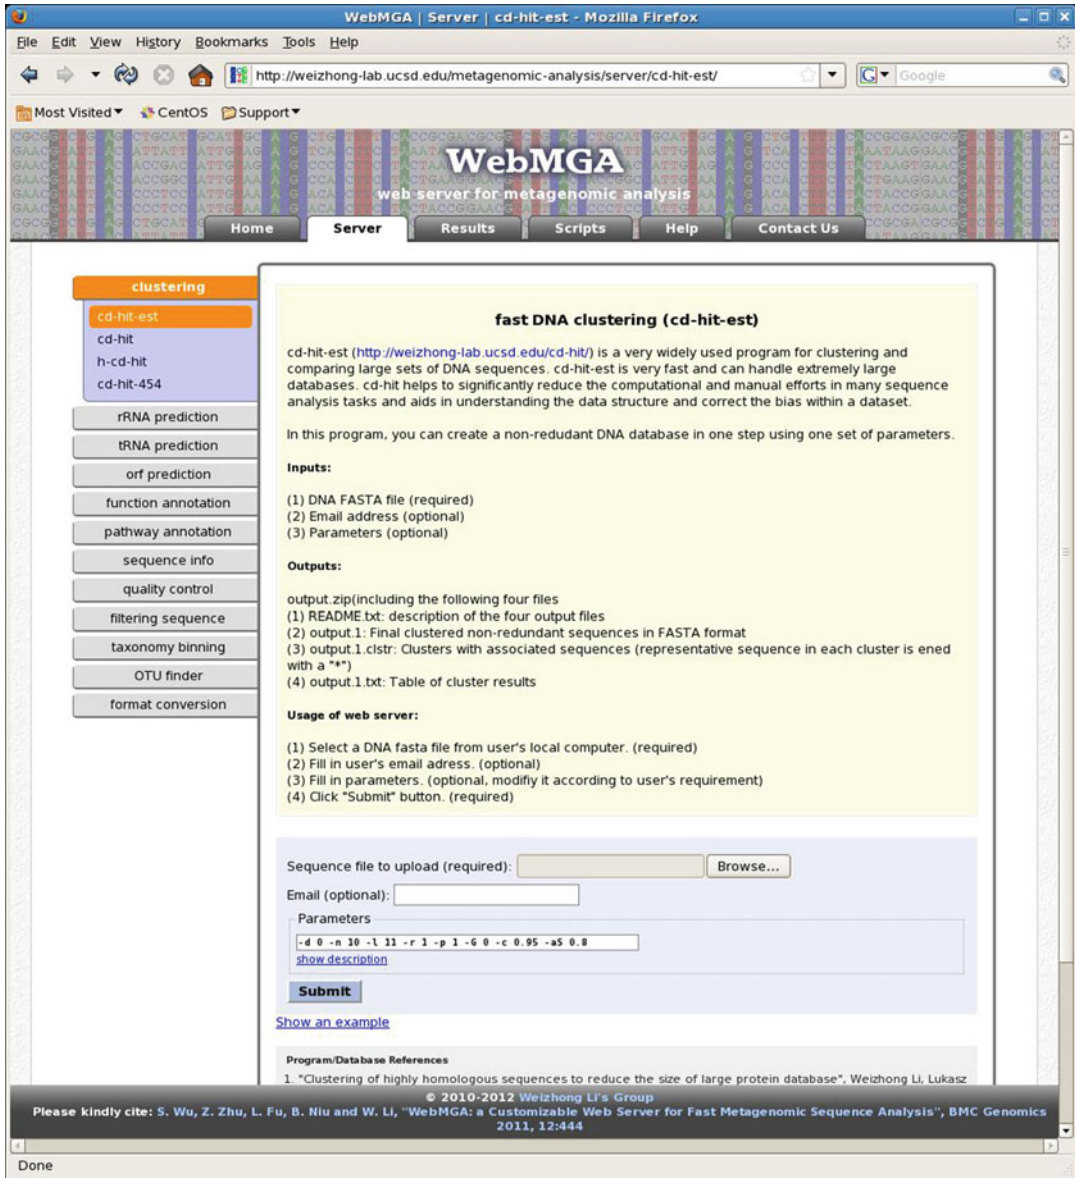 WebMGA | Server | cd-hit-est - Mozilla Firefox
File Edit View History Bookmarks Tools Help
http://weizhong-lab.ucsd.edu/metagenomic-analysis/server/cd-hit-est/
G Google
Most Visited CentOS Support
WebMGA
web server for metagenomic analysis
Home Server Results Scripts Help Contact Us
clustering
cd-hit-est
cd-hit
h-cd-hit
cd-hit-454
rRNA prediction
tRNA prediction
orf prediction
function annotation
pathway annotation
sequence info
quality control
filtering sequence
taxonomy binning
OTU finder
format conversion
fast DNA clustering (cd-hit-est)
cd-hit-est (http://weizhong-lab.ucsd.edu/cd-hit/) is a very widely used program for clustering and
comparing large sets of DNA sequences. cd-hit-est is very fast and can handle extremely large
databases. cd-hit helps to significantly reduce the computational and manual efforts in many sequence
analysis tasks and aids in understanding the data structure and correct the bias within a dataset.
In this program, you can create a non-redudant DNA database in one step using one set of parameters.
Inputs:
(1) DNA FASTA file (required)
(2) Email address (optional)
(3) Parameters (optional)
Outputs:
output.zip(including the following four files
(1) README.txt: description of the four output files
(2) output.1: Final clustered non-redundant sequences in FASTA format
(3) output.1.clstr: Clusters with associated sequences (representative sequence in each cluster is ened
with a "*")
(4) output.1.txt: Table of cluster results
Usage of web server:
(1) Select a DNA fasta file from user's local computer. (required)
(2) Fill in user's email adress. (optional)
(3) Fill in parameters. (optional, modifiy it according to user's requirement)
(4) Click "Submit" button. (required)
Sequence file to upload (required): Browse...
Email (optional):
Parameters
-d 0 -n 10 -l 11 -r 1 -p 1 -G 0 -c 0.95 -aS 0.8
show description
Submit
Show an example
Program/Database References
1. "Clustering of highly homologous sequences to reduce the size of large protein database", Weizhong Li, Lukasz
© 2010-2012 Weizhong Li's Group
Please kindly cite: S. Wu, Z. Zhu, L. Fu, B. Niu and W. Li, "WebMGA: a Customizable Web Server for Fast Metagenomic Sequence Analysis", BMC Genomics
2011, 12:444
Done